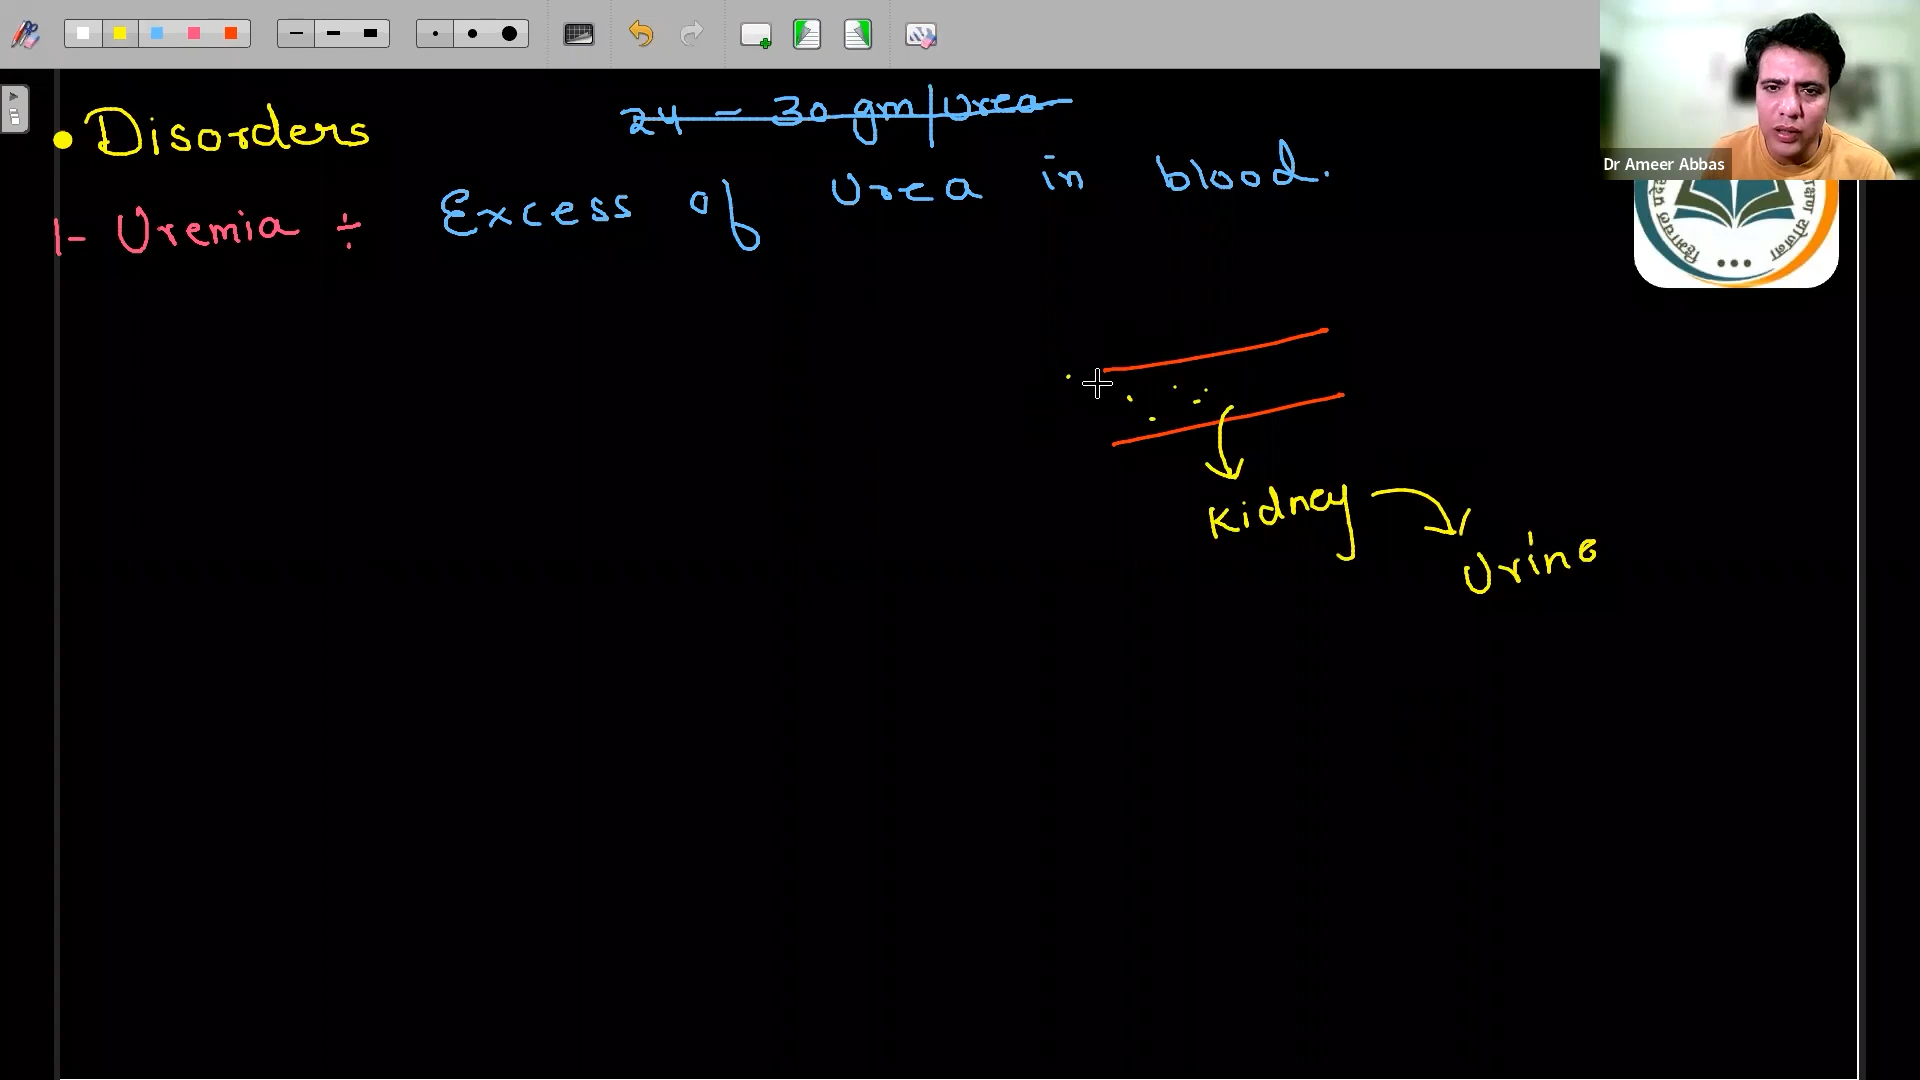 24 - 30 gm | Urea
• Disorders
1- Uremia ÷ Excess of Urea in blood.
Kidney
Urine
Dr Ameer Abbas